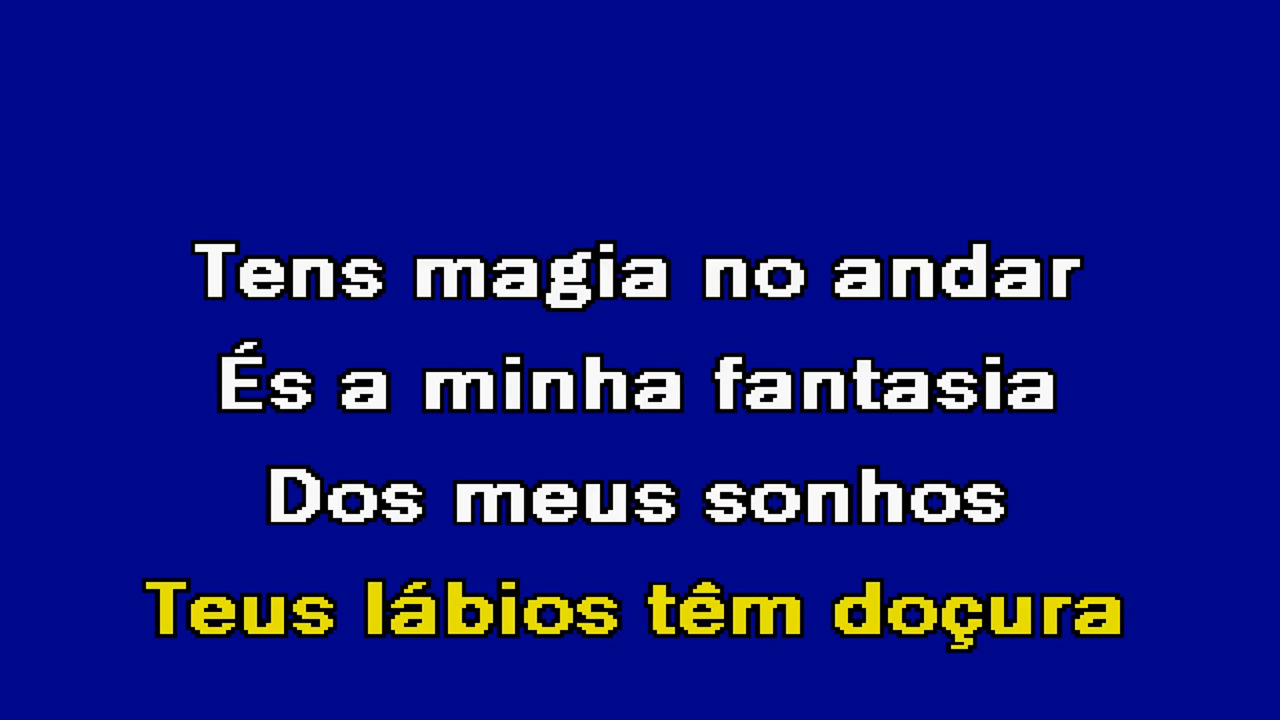 Tens magia no andar
És a minha fantasia
Dos meus sonhos
Teus lábios têm doçura